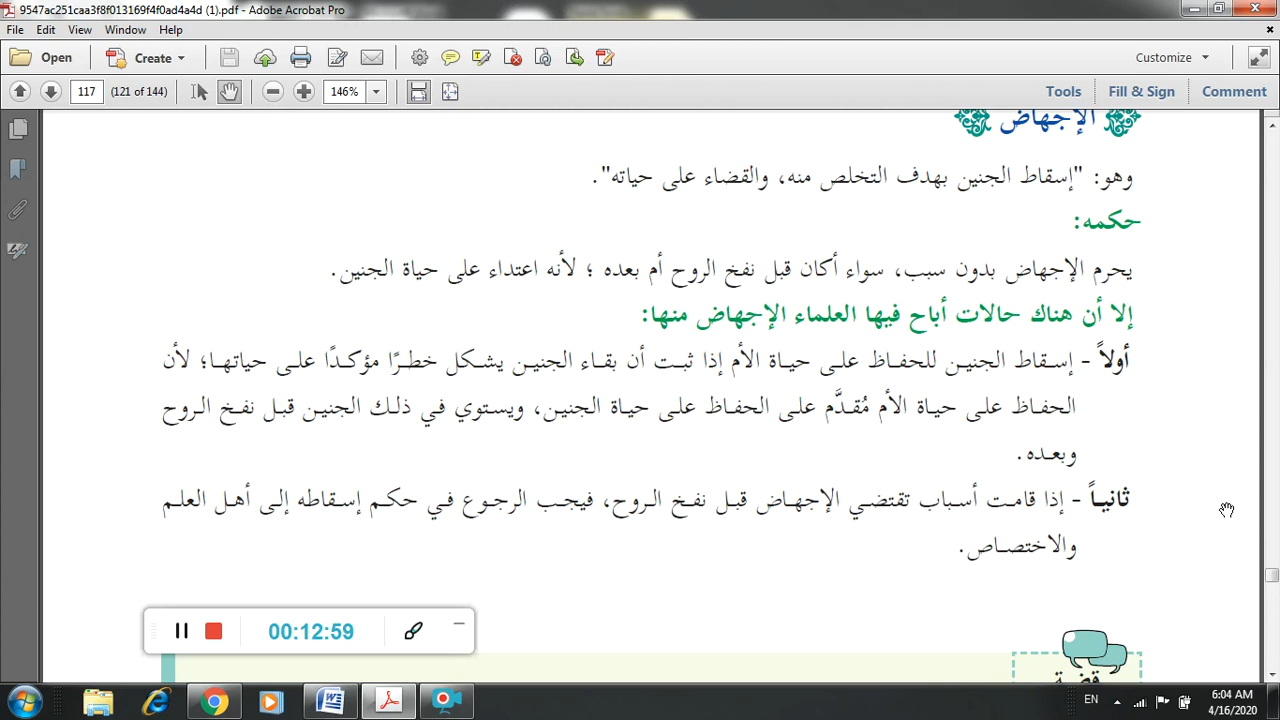 9547ac251caa3f8f013169f4f0ad4a4d (1).pdf - Adobe Acrobat Pro
File Edit View Window Help
Open Create Customize
117 (121 of 144) 146% Tools Fill & Sign Comment
الإجهاض
وهو: "إسقاط الجنين بهدف التخلص منه، والقضاء على حياته".
حكمه:
يحرم الإجهاض بدون سبب، سواء أكان قبل نفخ الروح أم بعده ؛ لأنه اعتداء على حياة الجنين.
إلا أن هناك حالات أباح فيها العلماء الإجهاض منها:
أولاً - إسقاط الجنين للحفاظ على حياة الأم إذا ثبت أن بقاء الجنين يشكل خطرًا مؤكدًا على حياتها؛ لأن
الحفاظ على حياة الأم مُقدَّم على الحفاظ على حياة الجنين، ويستوي في ذلك الجنين قبل نفخ الروح
وبعده.
ثانياً - إذا قامت أسباب تقتضي الإجهاض قبل نفخ الروح، فيجب الرجوع في حكم إسقاطه إلى أهل العلم
والاختصاص.
00:12:59
قضية
EN 6:04 AM
4/16/2020